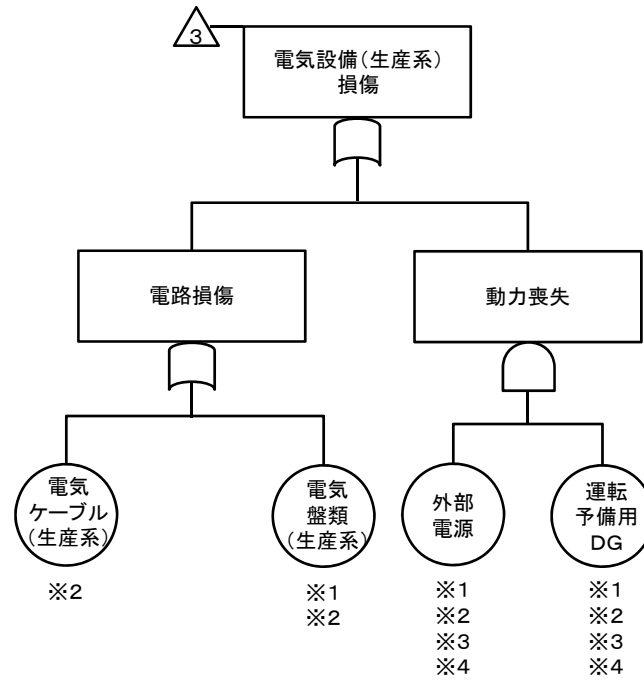 3
電気設備（生産系）
損傷
電路損傷
動力喪失
電気
ケーブル
（生産系）
※2
電気
盤類
（生産系）
※1
※2
外部
電源
※1
※2
※3
※4
運転
予備用
DG
※1
※2
※3
※4